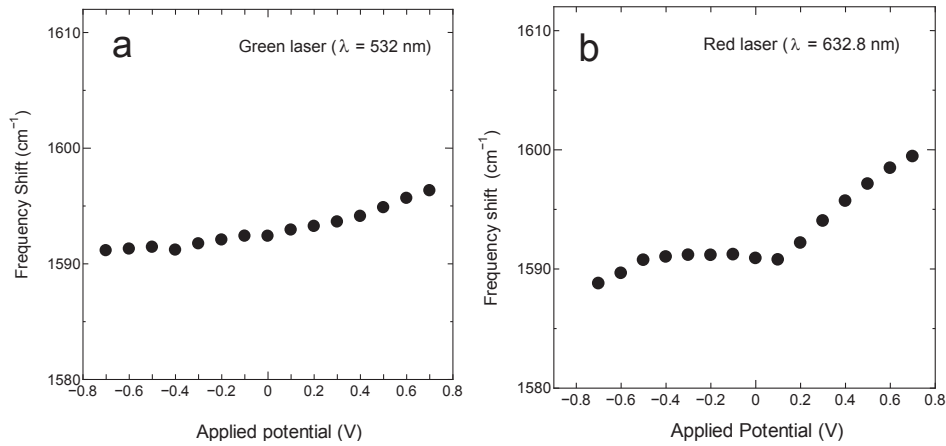 a
Green laser ( λ = 532 nm)
Frequency Shift (cm⁻¹)
1610
1600
1590
1580
−0.8 −0.6 −0.4 −0.2 0 0.2 0.4 0.6 0.8
Applied potential (V)
b
Red laser (λ = 632.8 nm)
Frequency shift (cm⁻¹)
1610
1600
1590
1580
−0.8 −0.6 −0.4 −0.2 0 0.2 0.4 0.6 0.8
Applied Potential (V)